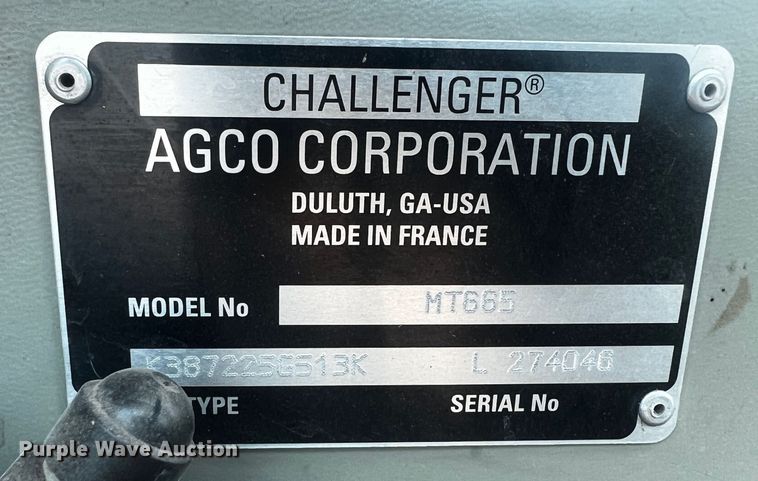 CHALLENGER®
AGCO CORPORATION
DULUTH, GA-USA
MADE IN FRANCE
MODEL No MT665
K387225G513K L 274046
TYPE SERIAL No
Purple Wave Auction